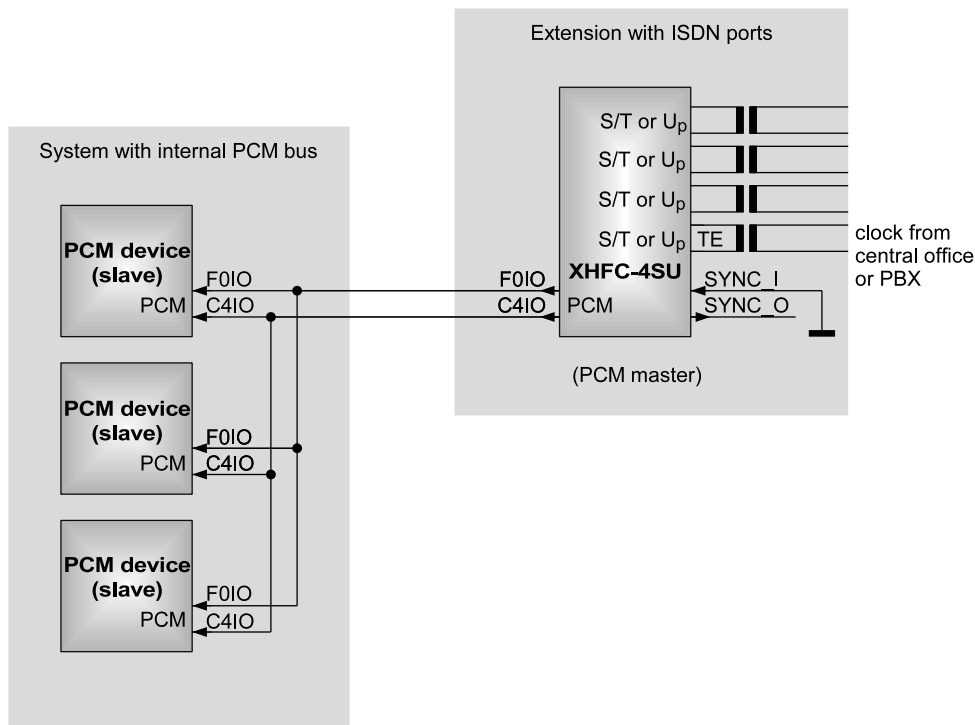 Extension with ISDN ports
S/T or Up
S/T or Up
S/T or Up
S/T or Up TE
XHFC-4SU
clock from
central office
or PBX
F0IO
C4IO
PCM
SYNC_I
SYNC_O
(PCM master)
System with internal PCM bus
PCM device
(slave)
F0IO
PCM
C4IO
PCM device
(slave)
F0IO
PCM
C4IO
PCM device
(slave)
F0IO
PCM
C4IO